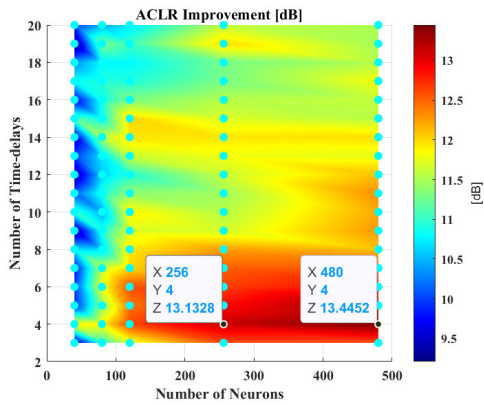 ACLR Improvement [dB]
20
18
16
14
12
10
8
6
4
2
Number of Time-delays
X 256
Y 4
Z 13.1328
X 480
Y 4
Z 13.4452
0
100
200
300
400
500
Number of Neurons
13
12.5
12
11.5
11
10.5
10
9.5
[dB]